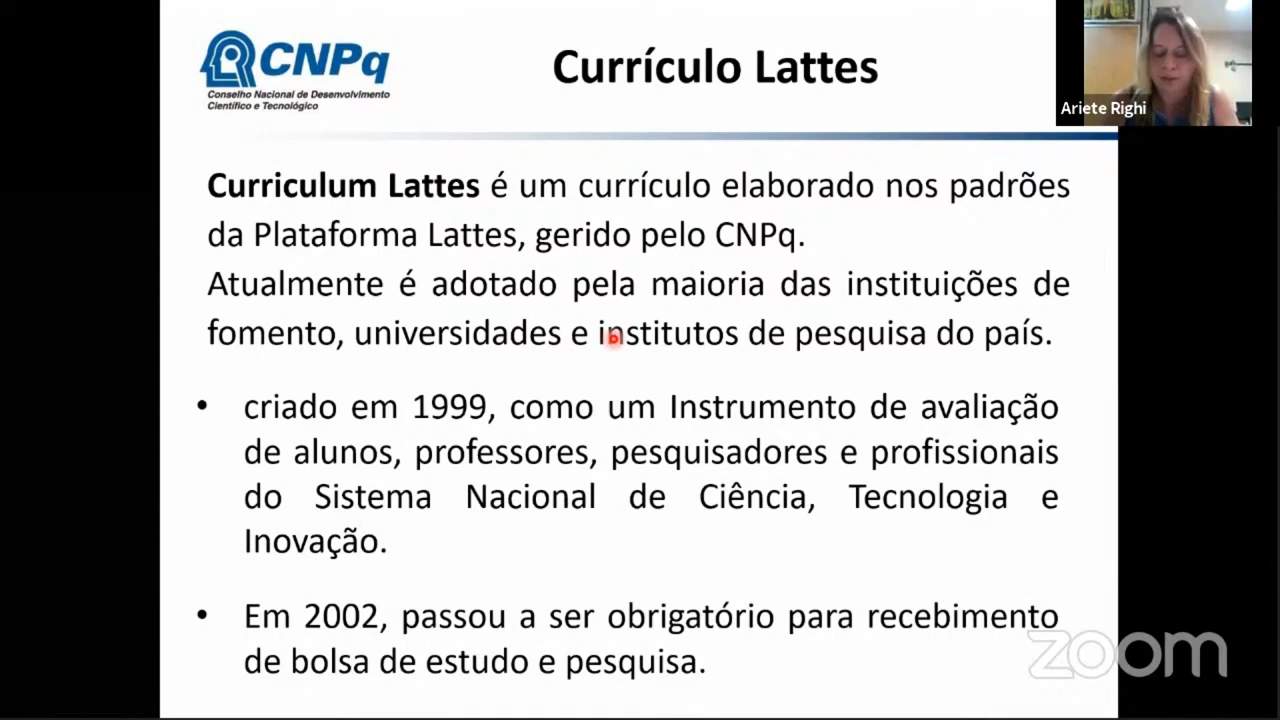 CNPq
Conselho Nacional de Desenvolvimento
Científico e Tecnológico
Currículo Lattes
Ariete Righi
Curriculum Lattes é um currículo elaborado nos padrões
da Plataforma Lattes, gerido pelo CNPq.
Atualmente é adotado pela maioria das instituições de
fomento, universidades e institutos de pesquisa do país.
• criado em 1999, como um Instrumento de avaliação
de alunos, professores, pesquisadores e profissionais
do Sistema Nacional de Ciência, Tecnologia e
Inovação.
• Em 2002, passou a ser obrigatório para recebimento
de bolsa de estudo e pesquisa.
zoom